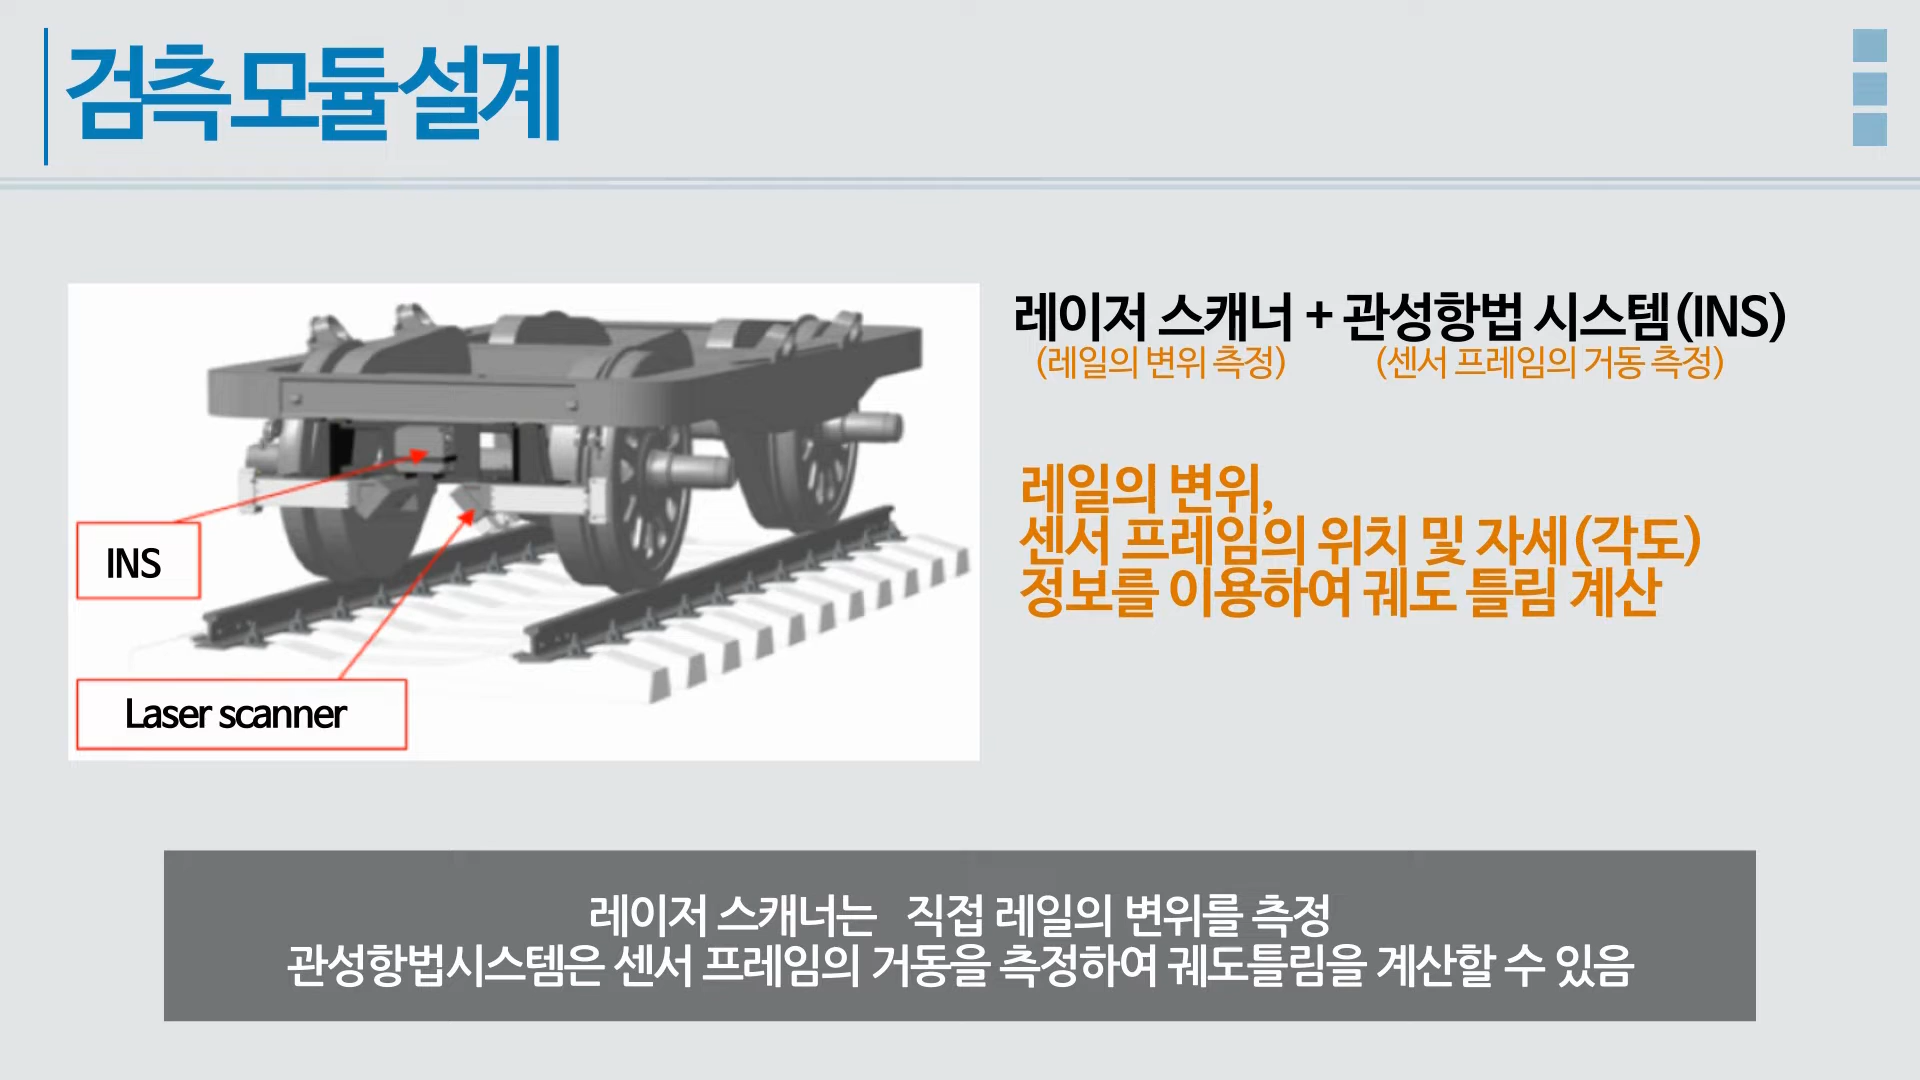 검측 모듈 설계
레이저 스캐너 + 관성항법 시스템(INS)
(레일의 변위 측정) (센서 프레임의 거동 측정)
레일의 변위,
센서 프레임의 위치 및 자세(각도)
정보를 이용하여 궤도 틀림 계산
INS
Laser scanner
레이저 스캐너는 직접 레일의 변위를 측정
관성항법시스템은 센서 프레임의 거동을 측정하여 궤도틀림을 계산할 수 있음